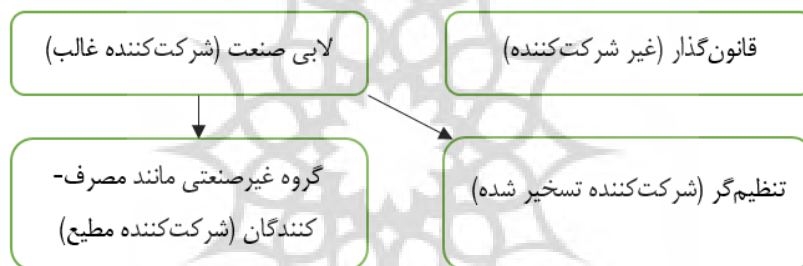 قانون‌گذار (غیر شرکت‌کننده)
لابی صنعت (شرکت‌کننده غالب)
تنظیم‌گر (شرکت‌کننده تسخیر شده)
گروه غیرصنعتی مانند مصرف-
کنندگان (شرکت‌کننده مطیع)